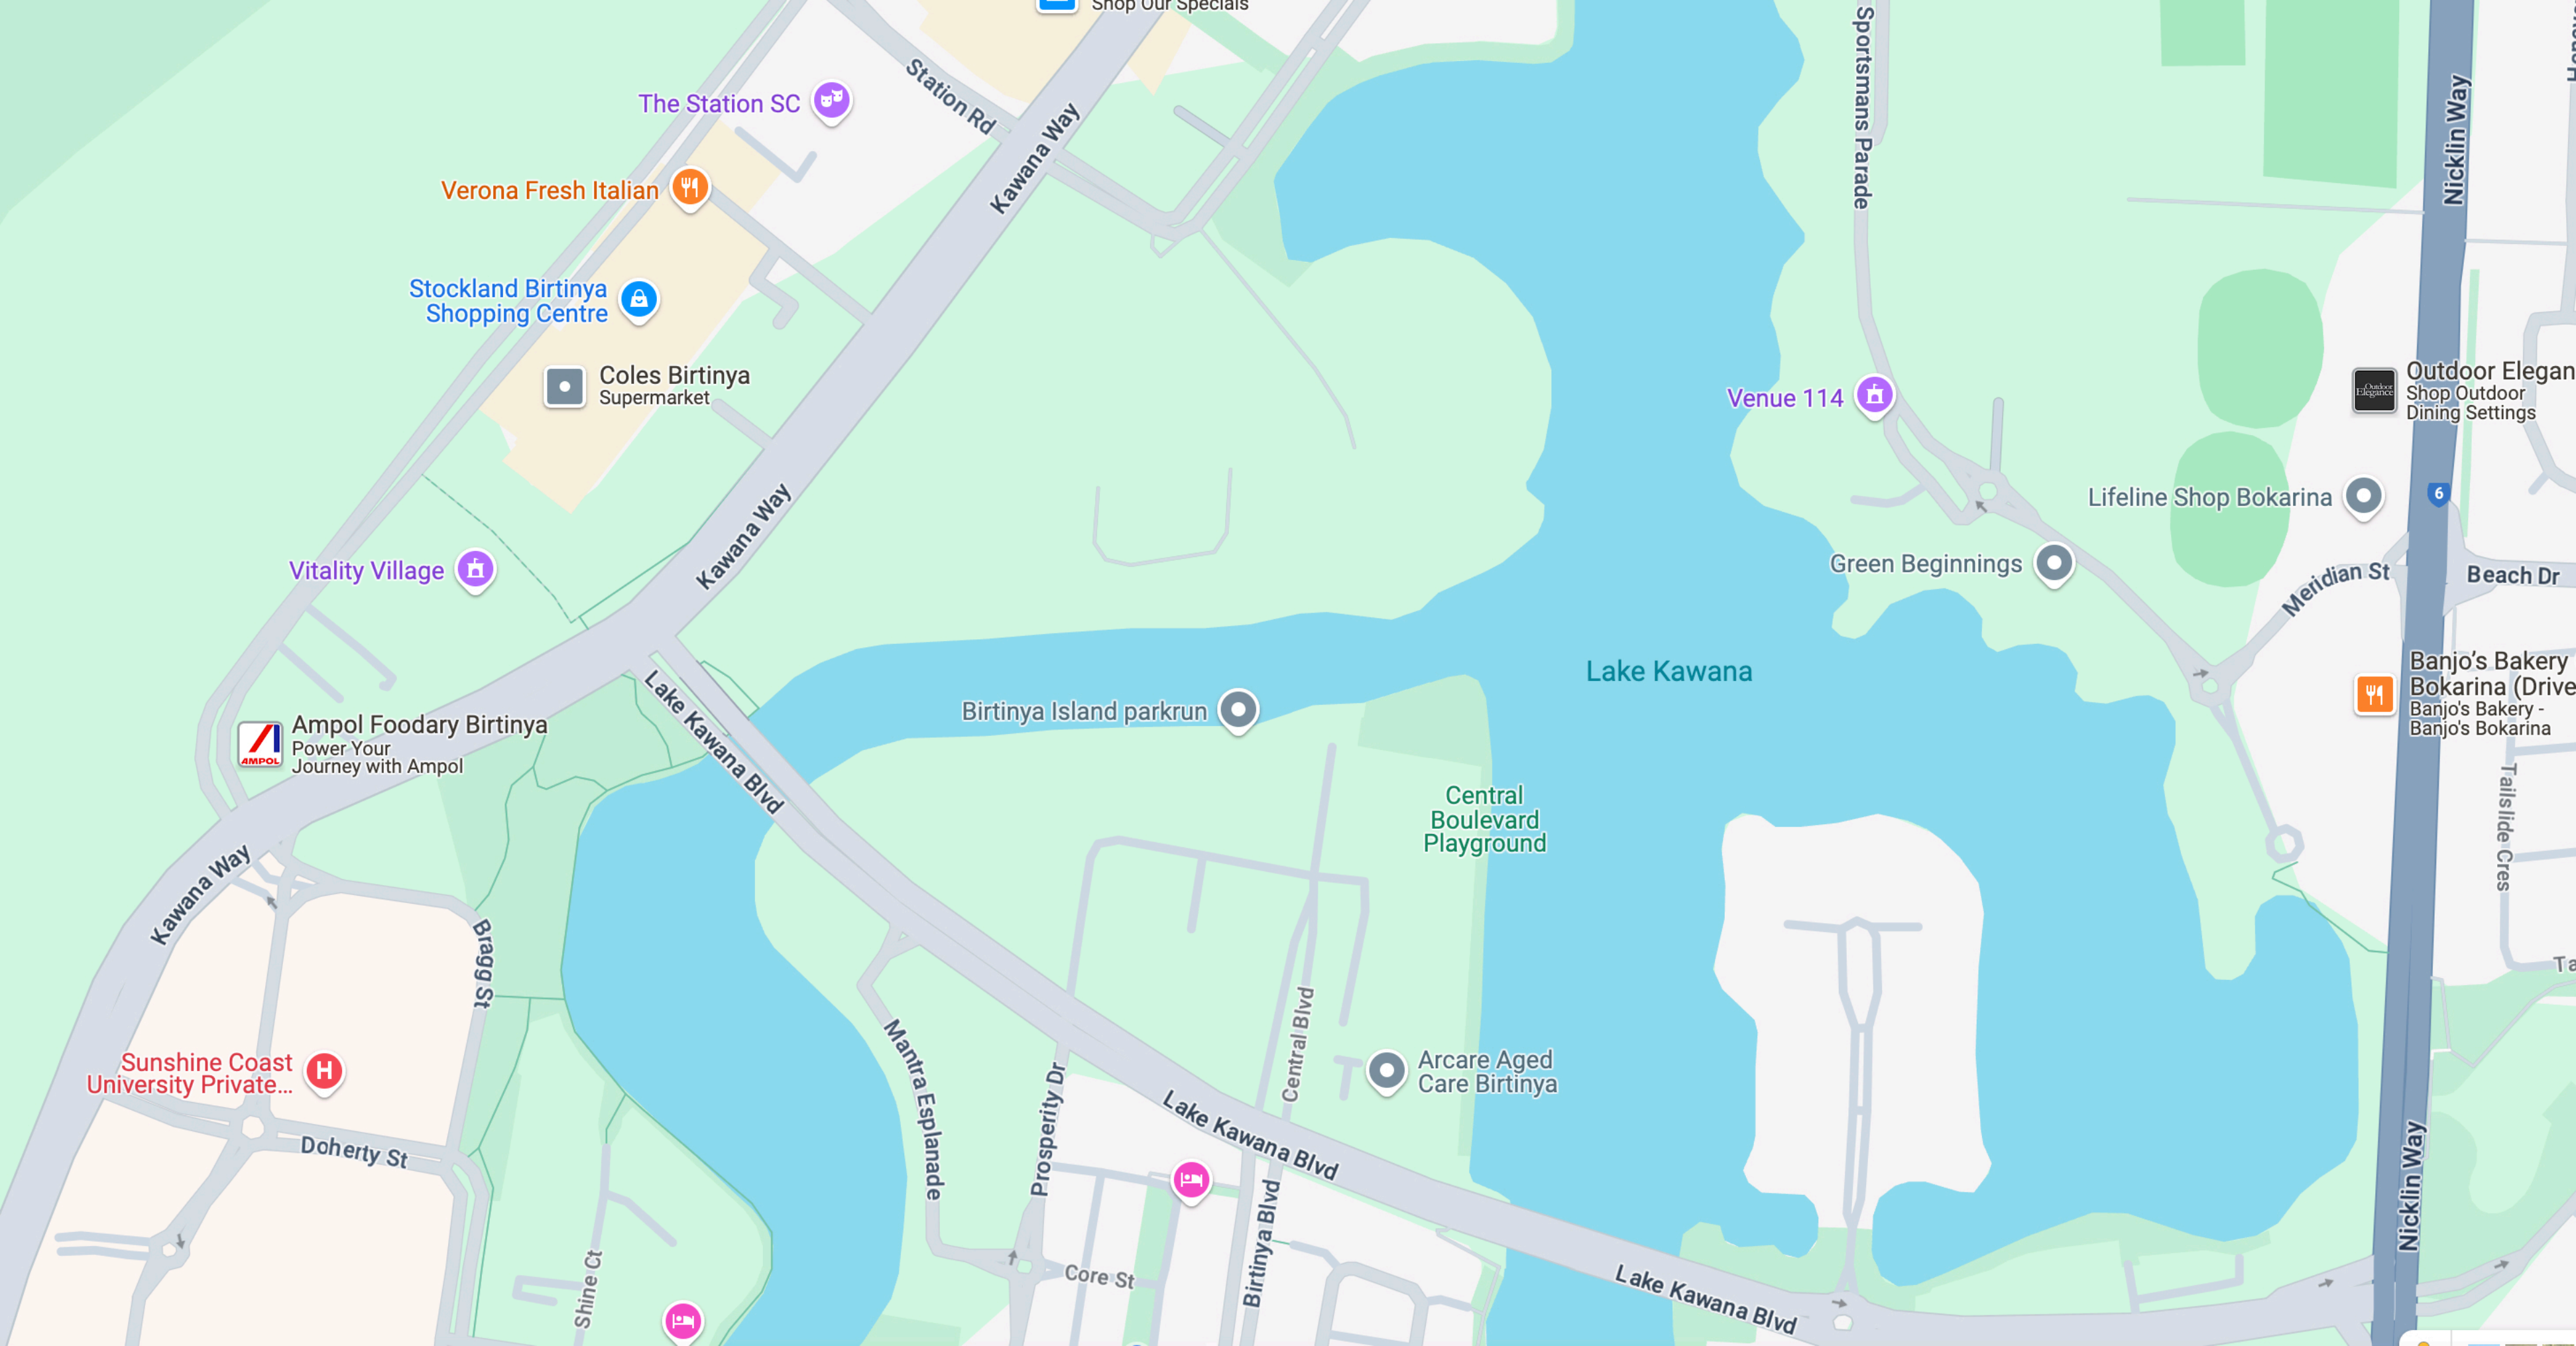 Shop Our Specials
Station Rd
Kawana Way
The Station SC
Verona Fresh Italian
Stockland Birtinya
Shopping Centre
Coles Birtinya
Supermarket
Kawana Way
Vitality Village
Sportsmans Parade
Nicklin Way
Venue 114
Outdoor Elegance
Outdoor Elegan
Shop Outdoor
Dining Settings
6
Lifeline Shop Bokarina
Green Beginnings
Meridian St
Beach Dr
Lake Kawana
Birtinya Island parkrun
Lake Kawana Blvd
AMPOL
Ampol Foodary Birtinya
Power Your
Journey with Ampol
Banjo's Bakery
Bokarina (Drive
Banjo's Bakery -
Banjo's Bokarina
Tailslide Cres
Ta
Central
Boulevard
Playground
Kawana Way
Bragg St
Sunshine Coast
University Private...
H
Doherty St
Mantra Esplanade
Prosperity Dr
Central Blvd
Arcare Aged
Care Birtinya
Lake Kawana Blvd
Birtinya Blvd
Core St
Shine Ct
Lake Kawana Blvd
Nicklin Way